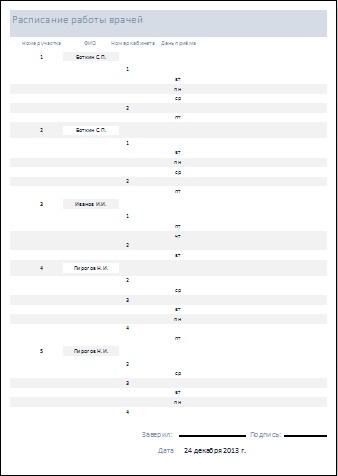 Расписание работы врачей
Номер участка ФИО Номер кабинета День приёма
1 Боткин С.П.
1
вт
пн
ср
2
пт
2 Боткин С.П.
1
вт
пн
ср
2
пт
3 Иванов И.И.
1
пт
чт
2
вт
4 Пирогов Н.И.
2
ср
3
вт
пн
4
пт
5 Пирогов Н.И.
2
ср
3
вт
пн
4
Заверил: Подпись:
Дата 24 декабря 2013 г.